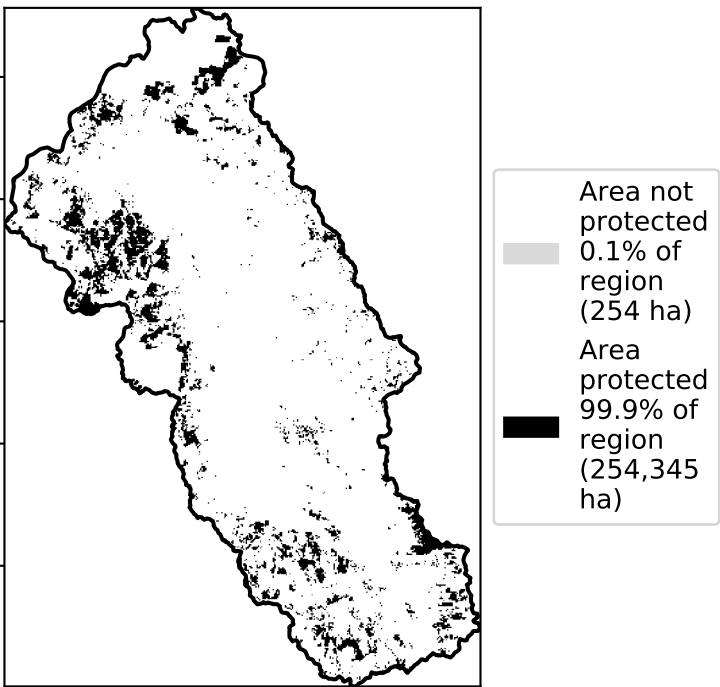 Area not
protected
0.1% of
region
(254 ha)
Area
protected
99.9% of
region
(254,345
ha)